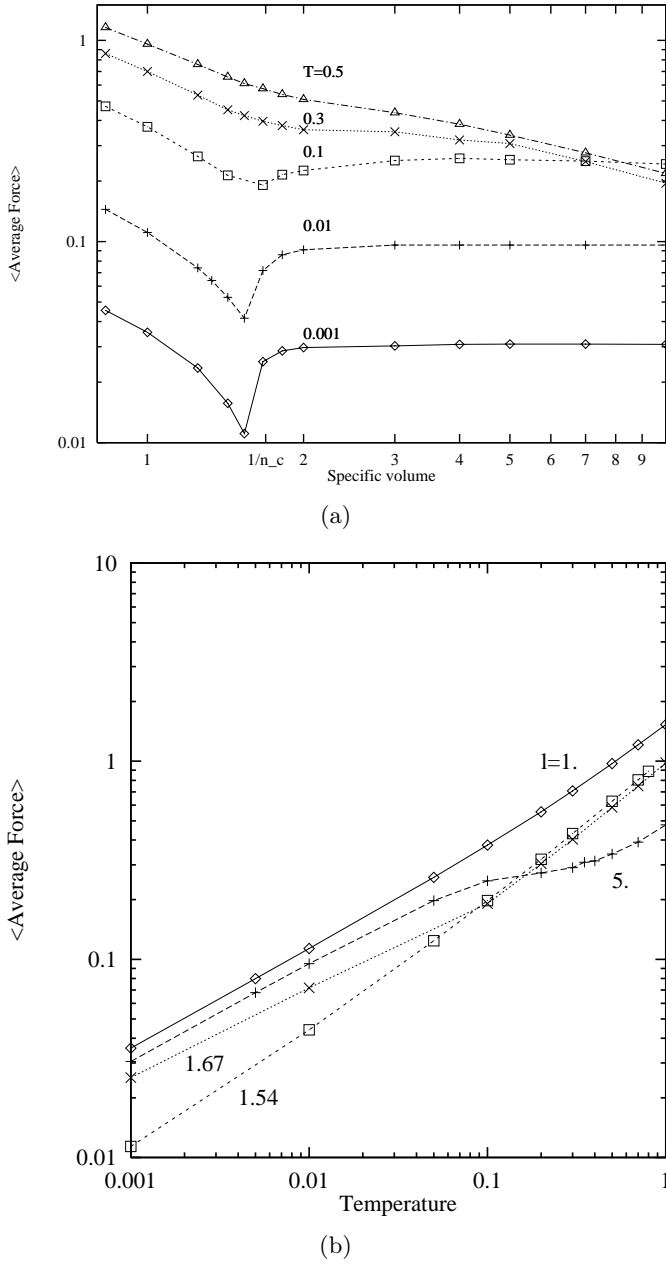 1
T=0.5
0.3
0.1
0.01
0.001
0.1
0.01
<Average Force>
1 1/n_c 2 3 4 5 6 7 8 9
Specific volume
(a)
10
1
0.1
0.01
<Average Force>
l=1.
5.
1.67
1.54
0.001 0.01 0.1 1
Temperature
(b)